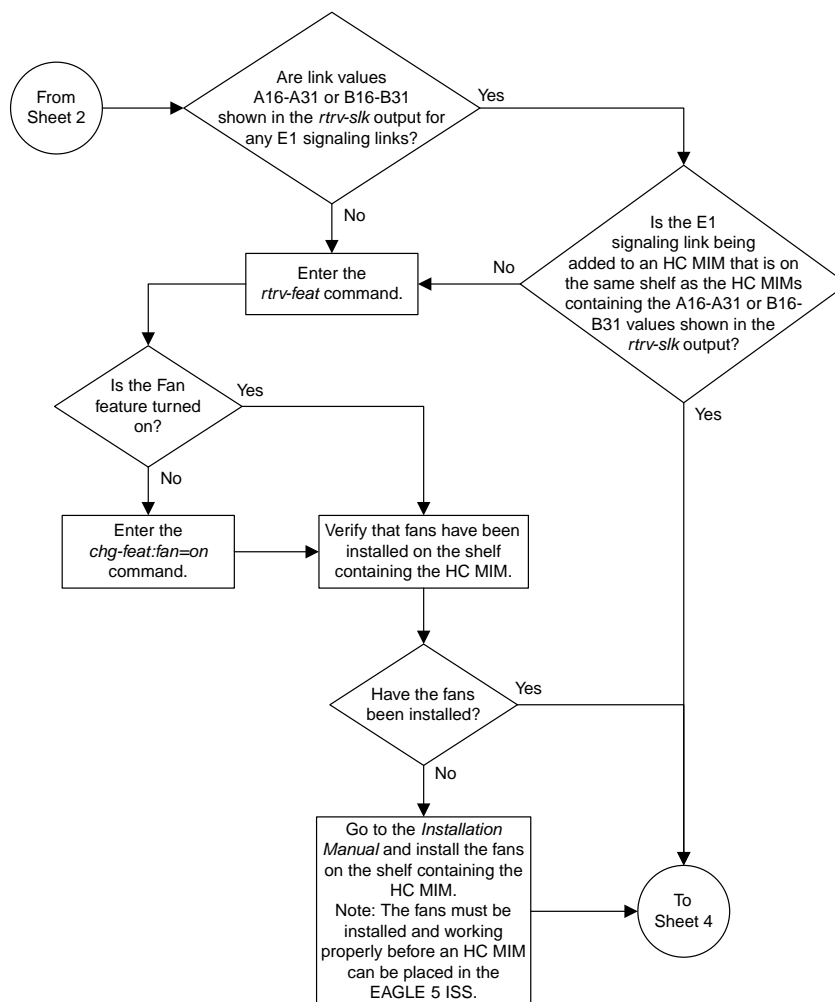 From
Sheet 2
Are link values
A16-A31 or B16-B31
shown in the rtrv-slk output for
any E1 signaling links?
Yes
No
Is the E1
signaling link being
added to an HC MIM that is on
the same shelf as the HC MIMs
containing the A16-A31 or B16-
B31 values shown in the
rtrv-slk output?
No
Yes
Enter the
rtrv-feat command.
Is the Fan
feature turned
on?
Yes
No
Enter the
chg-feat:fan=on
command.
Verify that fans have been
installed on the shelf
containing the HC MIM.
Have the fans
been installed?
Yes
No
Go to the Installation
Manual and install the fans
on the shelf containing the
HC MIM.
Note: The fans must be
installed and working
properly before an HC MIM
can be placed in the
EAGLE 5 ISS.
To
Sheet 4